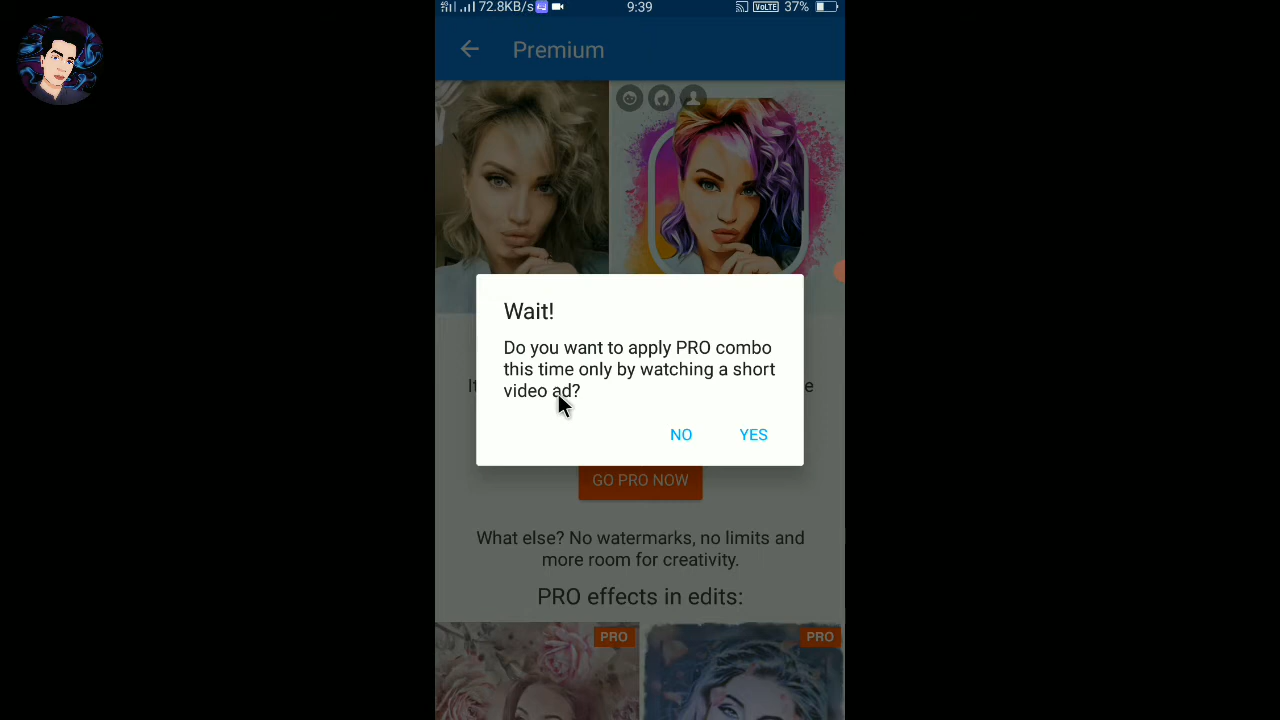 72.8KB/s 9:39 VoLTE 37%
Premium
Wait!
Do you want to apply PRO combo
this time only by watching a short
video ad?
NO YES
GO PRO NOW
What else? No watermarks, no limits and
more room for creativity.
PRO effects in edits:
PRO PRO